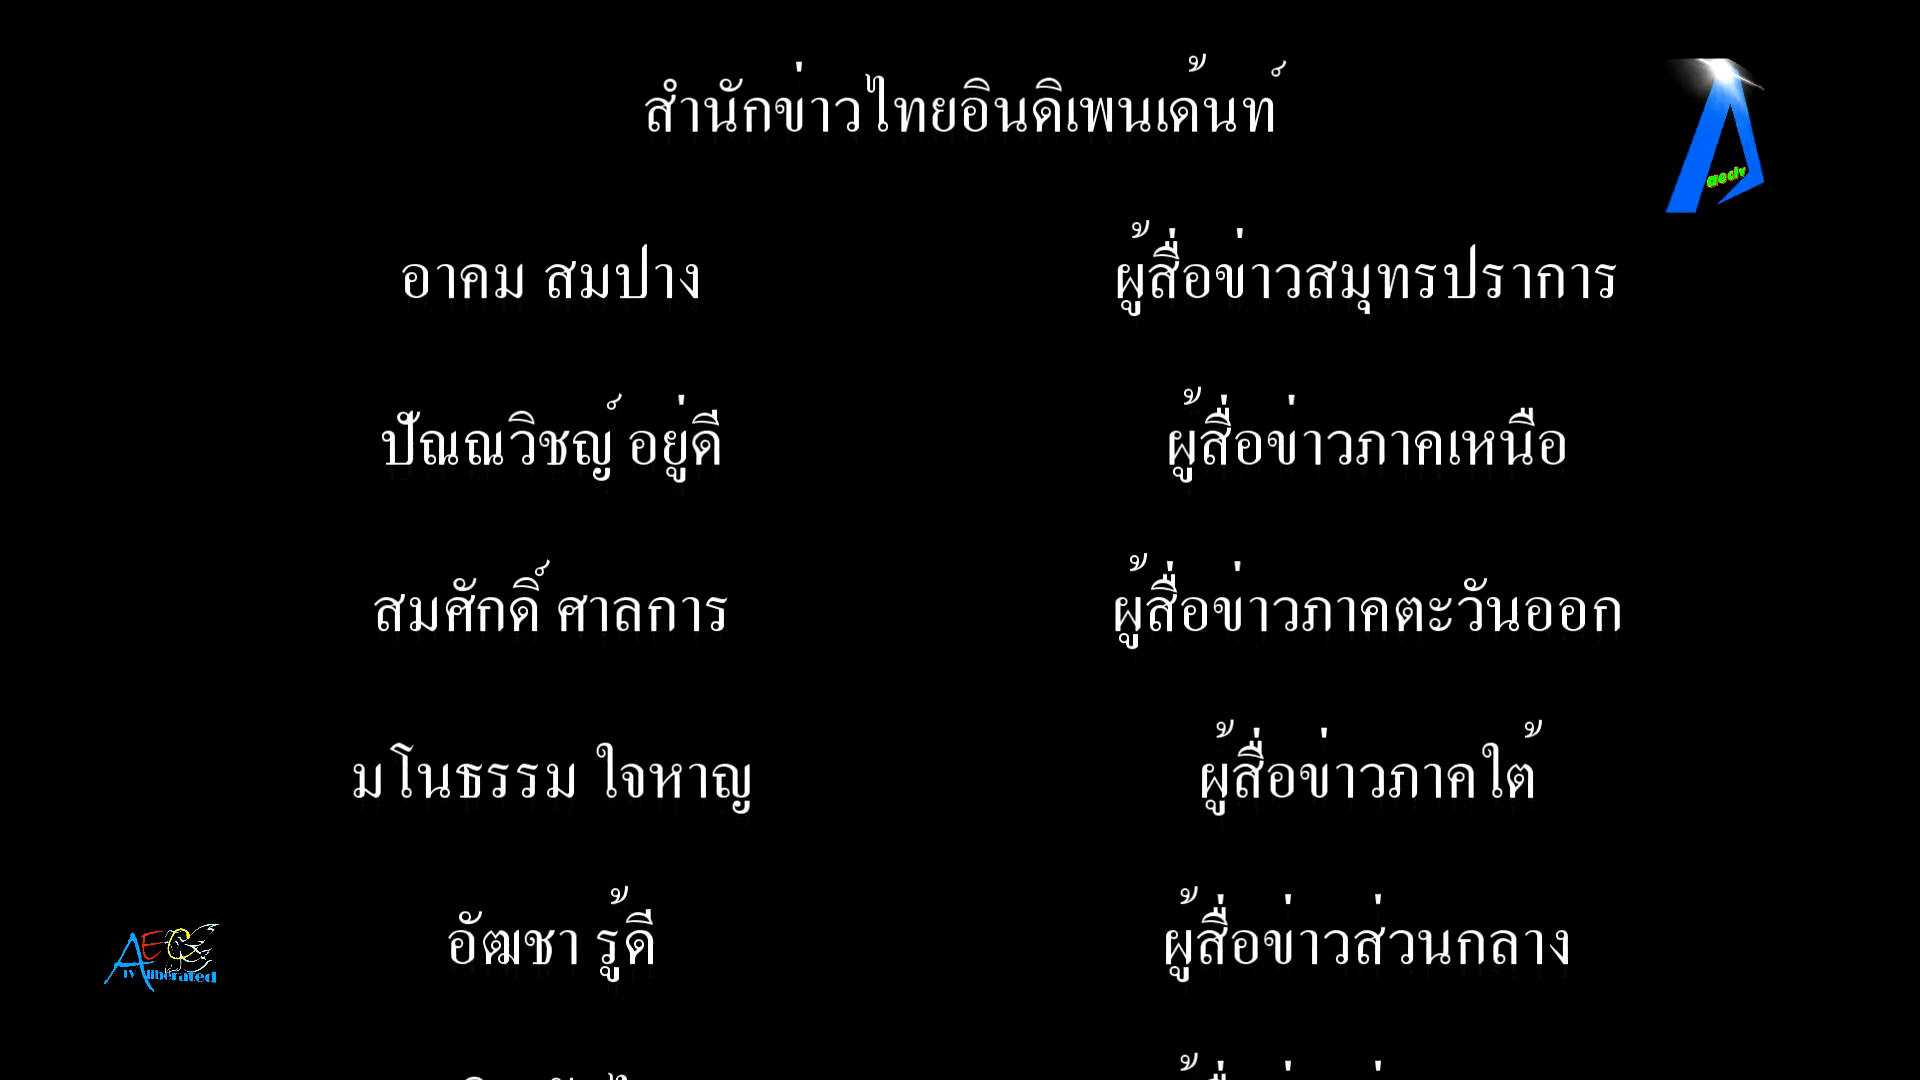 สำนักข่าวไทยอินดิเพนเด้นท์
aectv
อาคม สมปาง ผู้สื่อข่าวสมุทรปราการ
ปัณณวิชญ์ อยู่ดี ผู้สื่อข่าวภาคเหนือ
สมศักดิ์ ศาลการ ผู้สื่อข่าวภาคตะวันออก
มโนธรรม ใจหาญ ผู้สื่อข่าวภาคใต้
อัฒชา รู้ดี ผู้สื่อข่าวส่วนกลาง
AEC
TV liberated